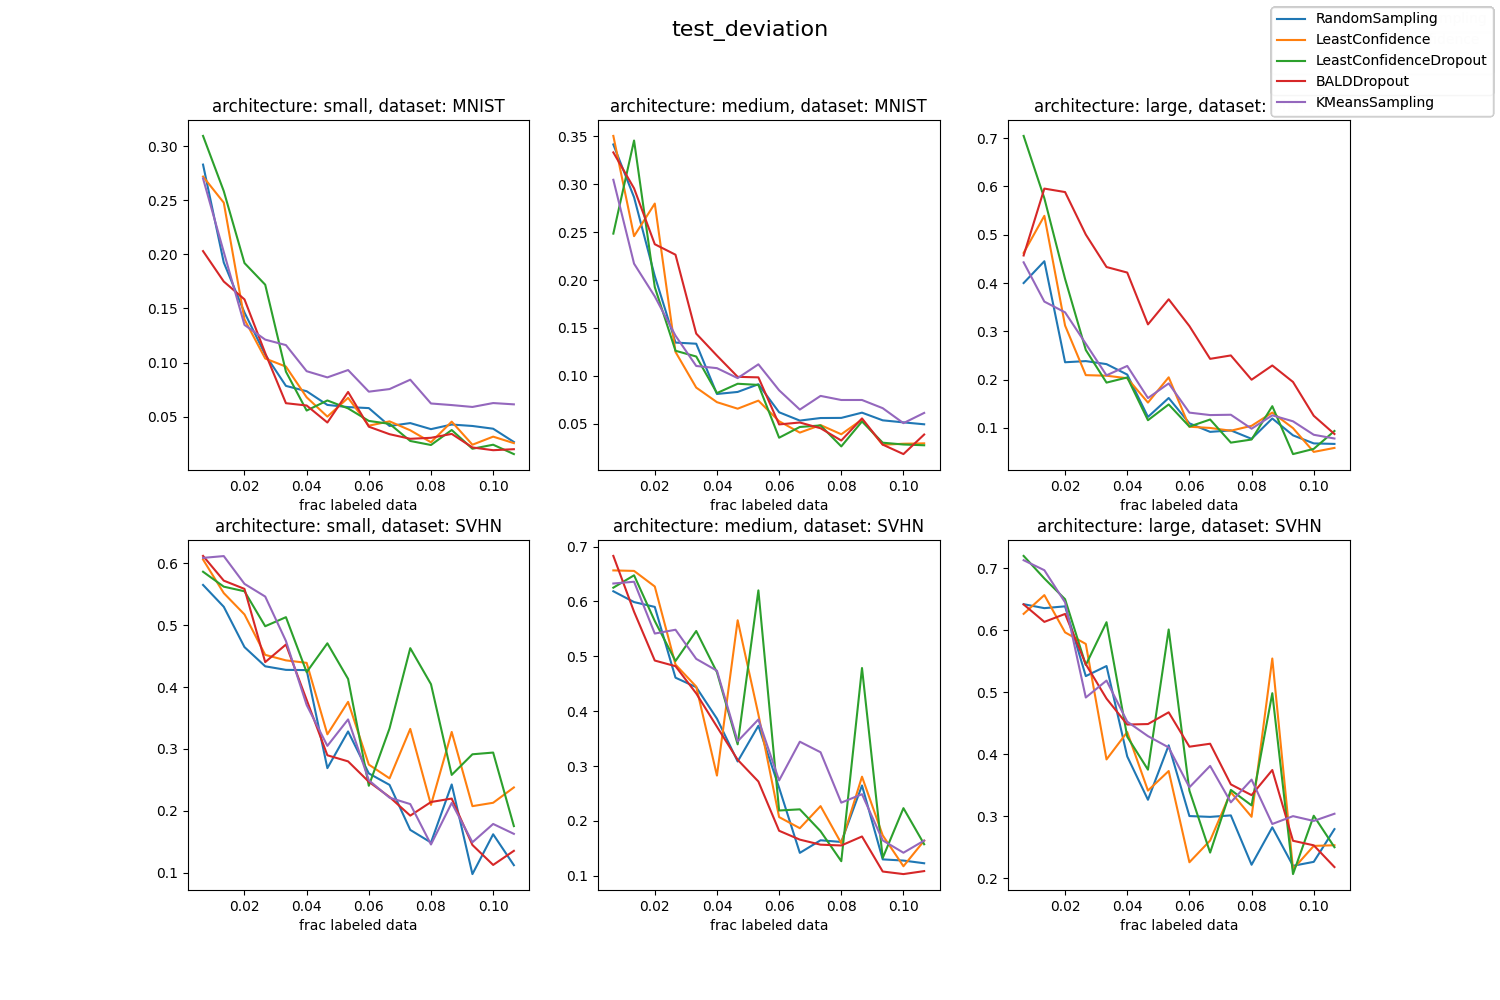 test_deviation
RandomSampling
LeastConfidence
LeastConfidenceDropout
BALDDropout
KMeansSampling
architecture: small, dataset: MNIST
architecture: medium, dataset: MNIST
architecture: large, dataset:
0.30
0.25
0.20
0.15
0.10
0.05
0.02 0.04 0.06 0.08 0.10
frac labeled data
0.35
0.30
0.25
0.20
0.15
0.10
0.05
0.02 0.04 0.06 0.08 0.10
frac labeled data
0.7
0.6
0.5
0.4
0.3
0.2
0.1
0.02 0.04 0.06 0.08 0.10
frac labeled data
architecture: small, dataset: SVHN
architecture: medium, dataset: SVHN
architecture: large, dataset: SVHN
0.6
0.5
0.4
0.3
0.2
0.1
0.02 0.04 0.06 0.08 0.10
frac labeled data
0.7
0.6
0.5
0.4
0.3
0.2
0.1
0.02 0.04 0.06 0.08 0.10
frac labeled data
0.7
0.6
0.5
0.4
0.3
0.2
0.02 0.04 0.06 0.08 0.10
frac labeled data